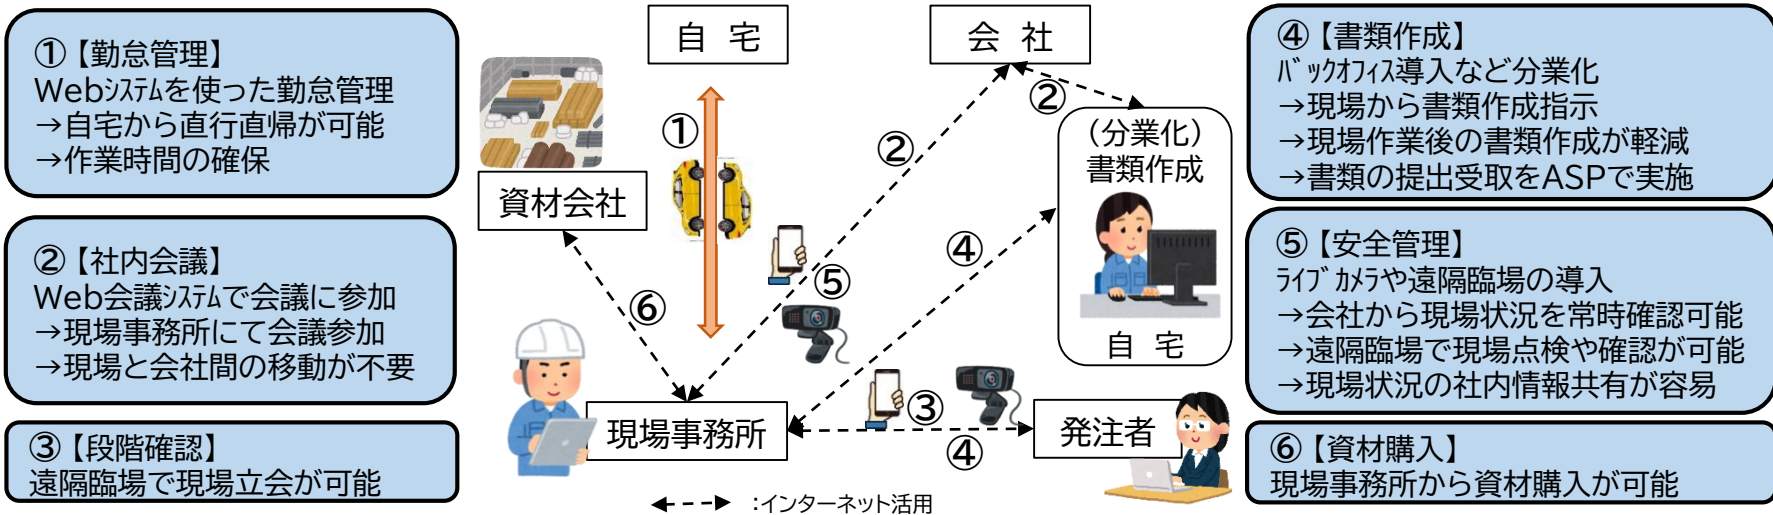 ①【勤怠管理】
Webｼｽﾃﾑを使った勤怠管理
→自宅から直行直帰が可能
→作業時間の確保
②【社内会議】
Web会議ｼｽﾃﾑで会議に参加
→現場事務所にて会議参加
→現場と会社間の移動が不要
③【段階確認】
遠隔臨場で現場立会が可能
自 宅
会 社
資材会社
①
②
②
（分業化）
書類作成
自 宅
④
⑤
⑥
現場事務所
③
④
発注者
：インターネット活用
④【書類作成】
ﾊﾞｯｸｵﾌｨｽ導入など分業化
→現場から書類作成指示
→現場作業後の書類作成が軽減
→書類の提出受取をASPで実施
⑤【安全管理】
ﾗｲﾌﾞｶﾒﾗや遠隔臨場の導入
→会社から現場状況を常時確認可能
→遠隔臨場で現場点検や確認が可能
→現場状況の社内情報共有が容易
⑥【資材購入】
現場事務所から資材購入が可能